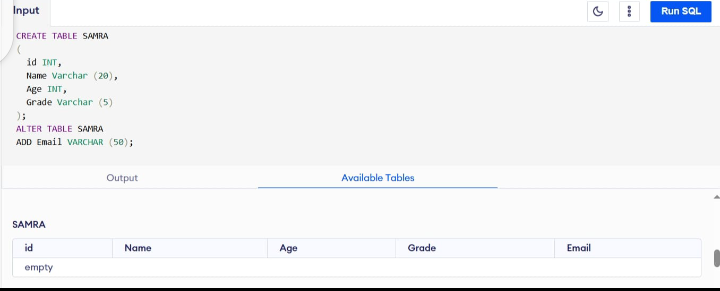 Input
Run SQL
CREATE TABLE SAMRA
(
id INT,
Name Varchar (20),
Age INT,
Grade Varchar (5)
);
ALTER TABLE SAMRA
ADD Email VARCHAR (50);
Output Available Tables
SAMRA
id Name Age Grade Email
empty